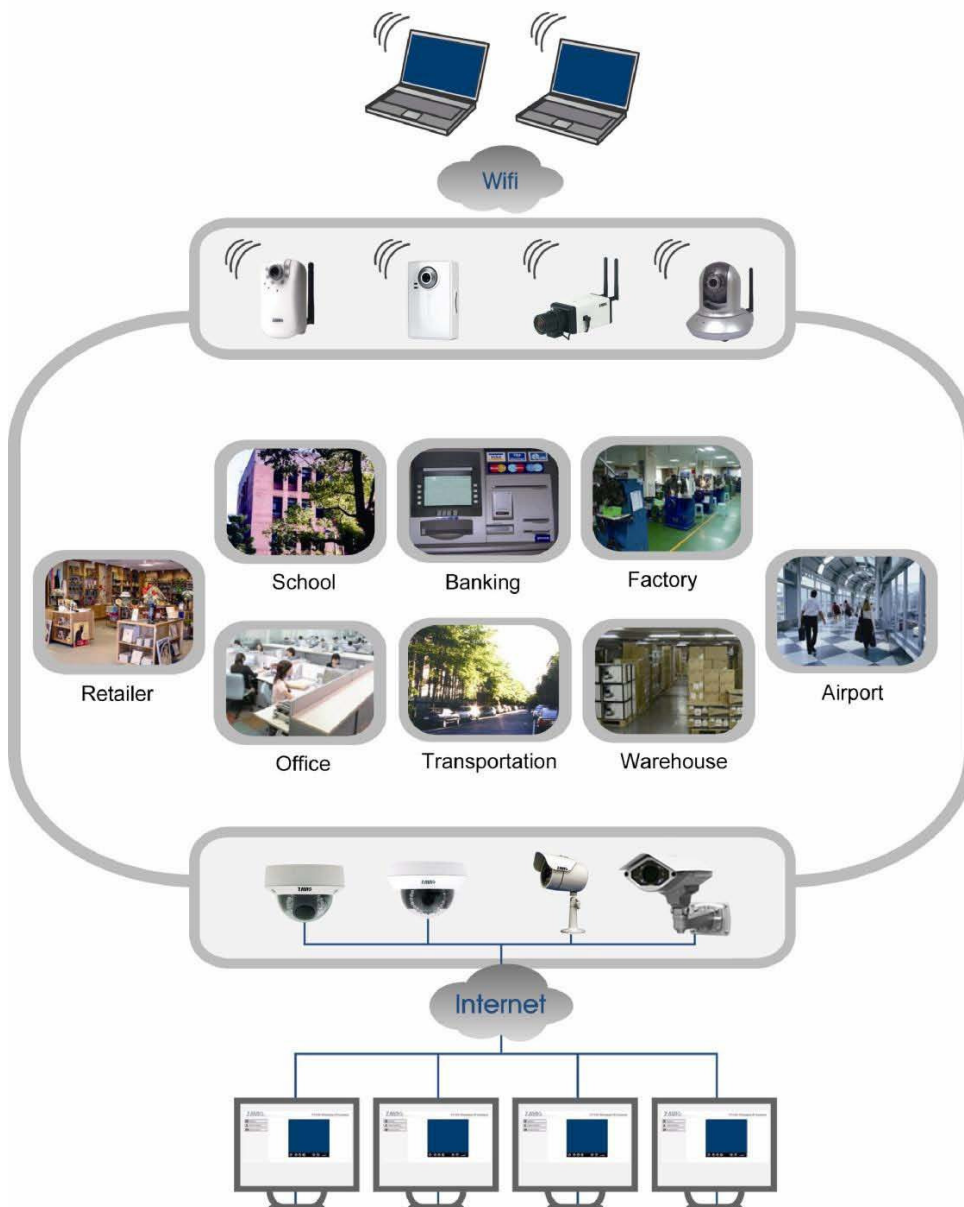 Wifi
School
Banking
Factory
Retailer
Airport
Office
Transportation
Warehouse
Internet